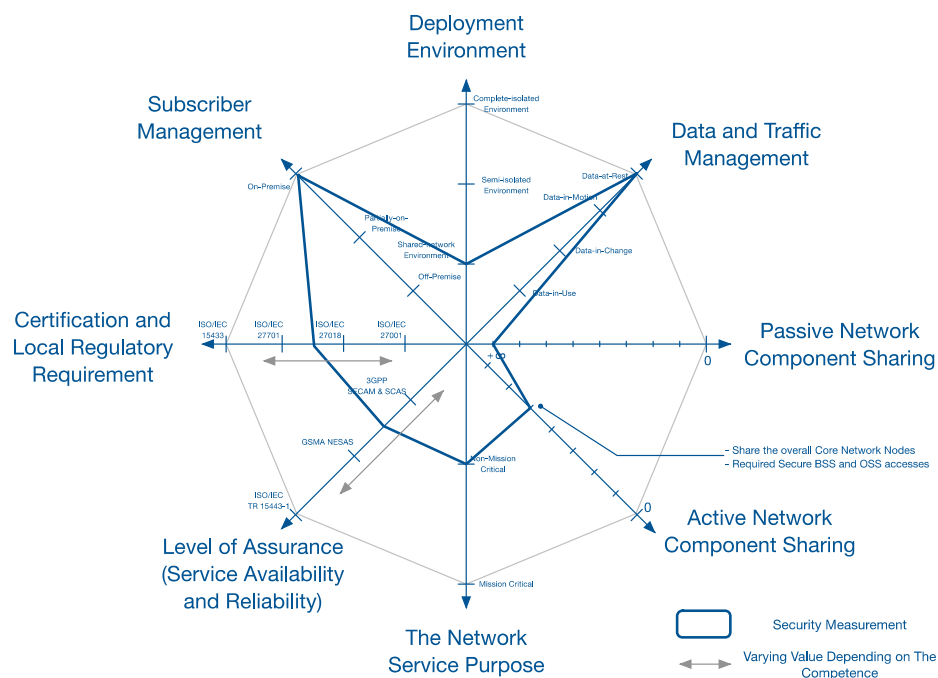 Deployment
Environment
Subscriber
Management
Complete-isolated
Environment
Data and Traffic
Management
On-Premise
Semi-isolated
Environment
Data-at-Rest
Data-in-Motion
Partially-on-
Premise
Shared-network
Environment
Data-in-Change
Off-Premise
Data-in-Use
Certification and
Local Regulatory
Requirement
ISO/IEC
15433
ISO/IEC
27701
ISO/IEC
27018
ISO/IEC
27001
Passive Network
Component Sharing
0
+ ∞
3GPP
SECAM & SCAS
GSMA NESAS
ISO/IEC
TR 15443-1
Non-Mission
Critical
- Share the overall Core Network Nodes
- Required Secure BSS and OSS accesses
0
Active Network
Component Sharing
Level of Assurance
(Service Availability
and Reliability)
Mission Critical
The Network
Service Purpose
Security Measurement
Varying Value Depending on The
Competence